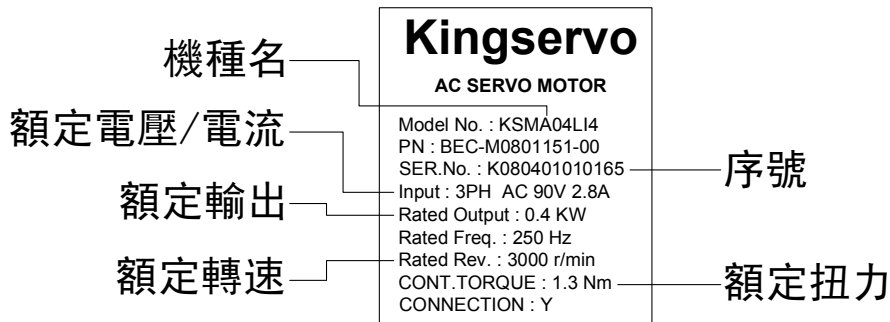 Kingservo
AC SERVO MOTOR
機種名
Model No. : KSMA04LI4
PN : BEC-M0801151-00
額定電壓/電流
SER.No. : K080401010165
序號
Input : 3PH AC 90V 2.8A
額定輸出
Rated Output : 0.4 KW
Rated Freq. : 250 Hz
額定轉速
Rated Rev. : 3000 r/min
CONT.TORQUE : 1.3 Nm
額定扭力
CONNECTION : Y